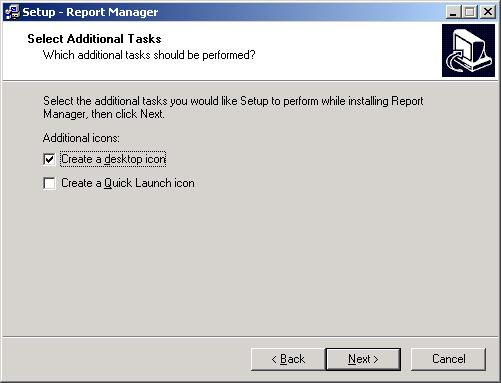 Setup - Report Manager
Select Additional Tasks
Which additional tasks should be performed?
Select the additional tasks you would like Setup to perform while installing Report
Manager, then click Next.
Additional icons:
Create a desktop icon
Create a Quick Launch icon
< Back
Next >
Cancel